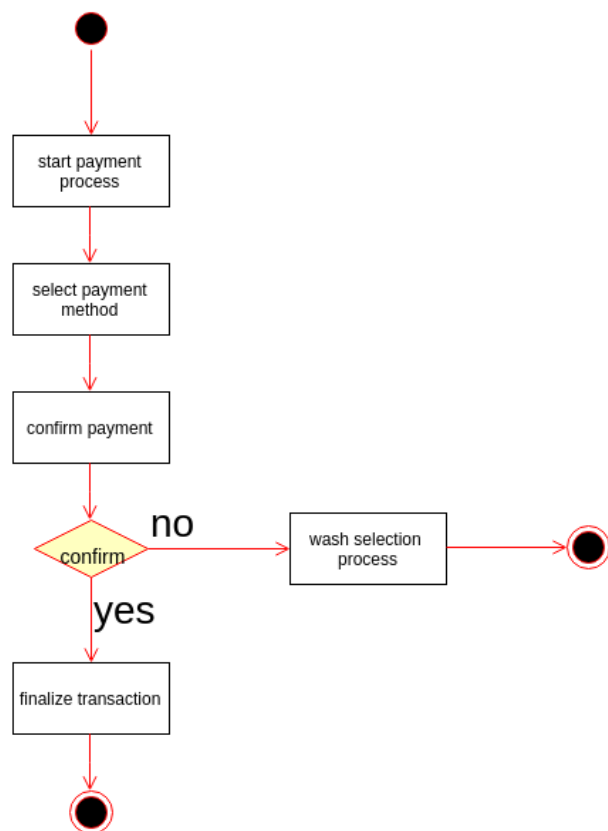 start payment
process
select payment
method
confirm payment
no
confirm
wash selection
process
yes
finalize transaction